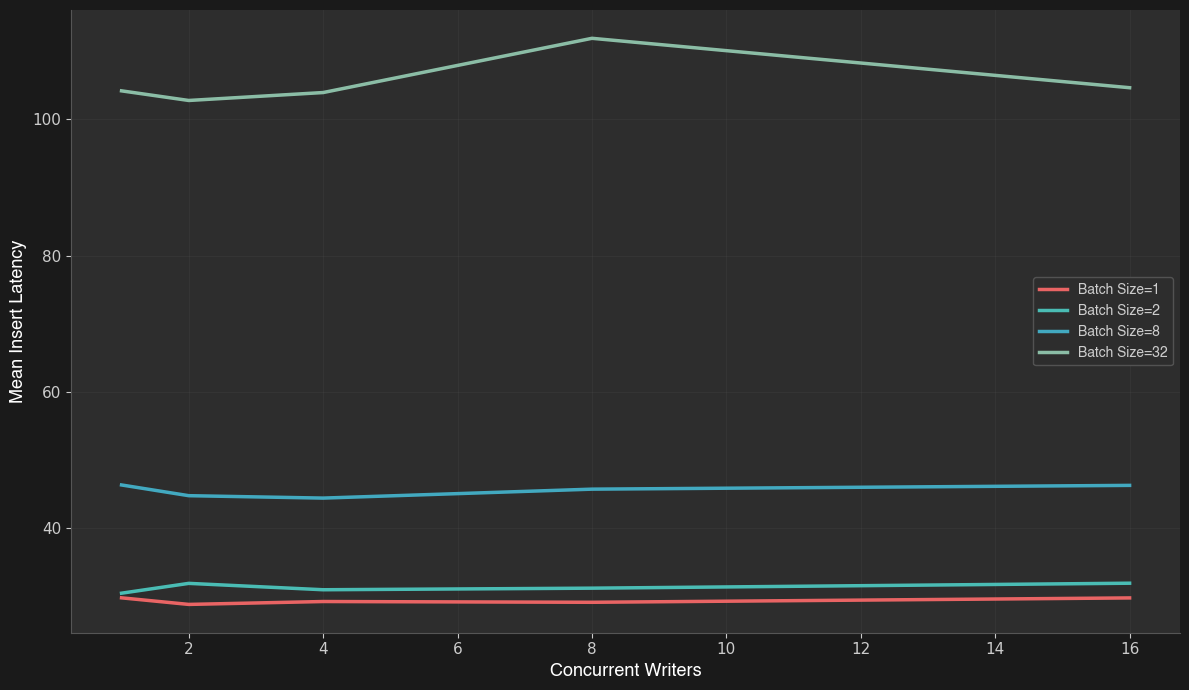 100
80
60
40
Mean Insert Latency
Batch Size=1
Batch Size=2
Batch Size=8
Batch Size=32
2 4 6 8 10 12 14 16
Concurrent Writers